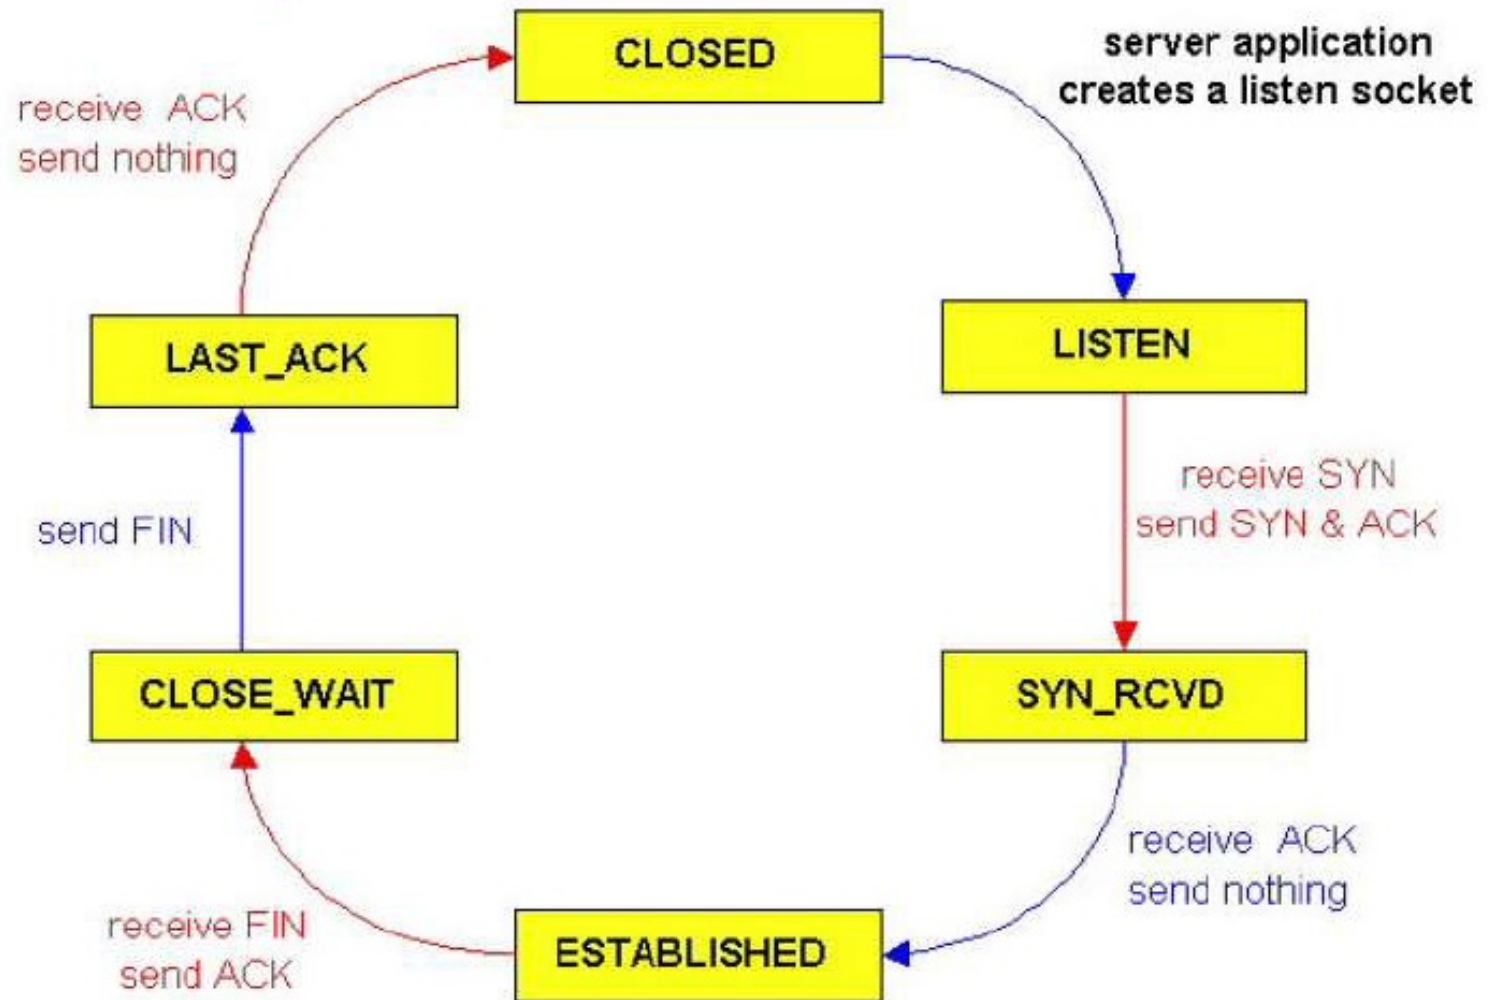 CLOSED
server application
creates a listen socket
receive ACK
send nothing
LAST_ACK
LISTEN
receive SYN
send SYN & ACK
send FIN
CLOSE_WAIT
SYN_RCVD
receive ACK
send nothing
receive FIN
send ACK
ESTABLISHED